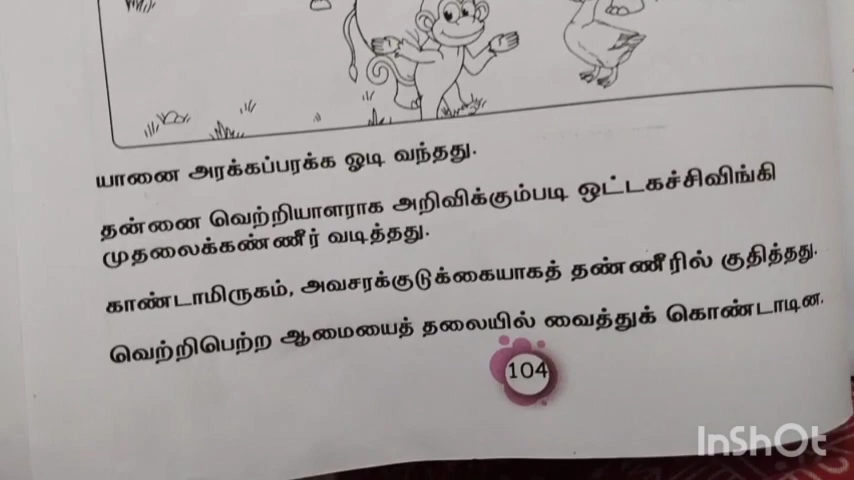 யானை அரக்கப்பரக்க ஓடி வந்தது.
தன்னை வெற்றியாளராக அறிவிக்கும்படி ஒட்டகச்சிவிங்கி
முதலைக்கண்ணீர் வடித்தது.
காண்டாமிருகம், அவசரக்குடுக்கையாகத் தண்ணீரில் குதித்தது.
வெற்றிபெற்ற ஆமையைத் தலையில் வைத்துக் கொண்டாடின.
104
InShOt